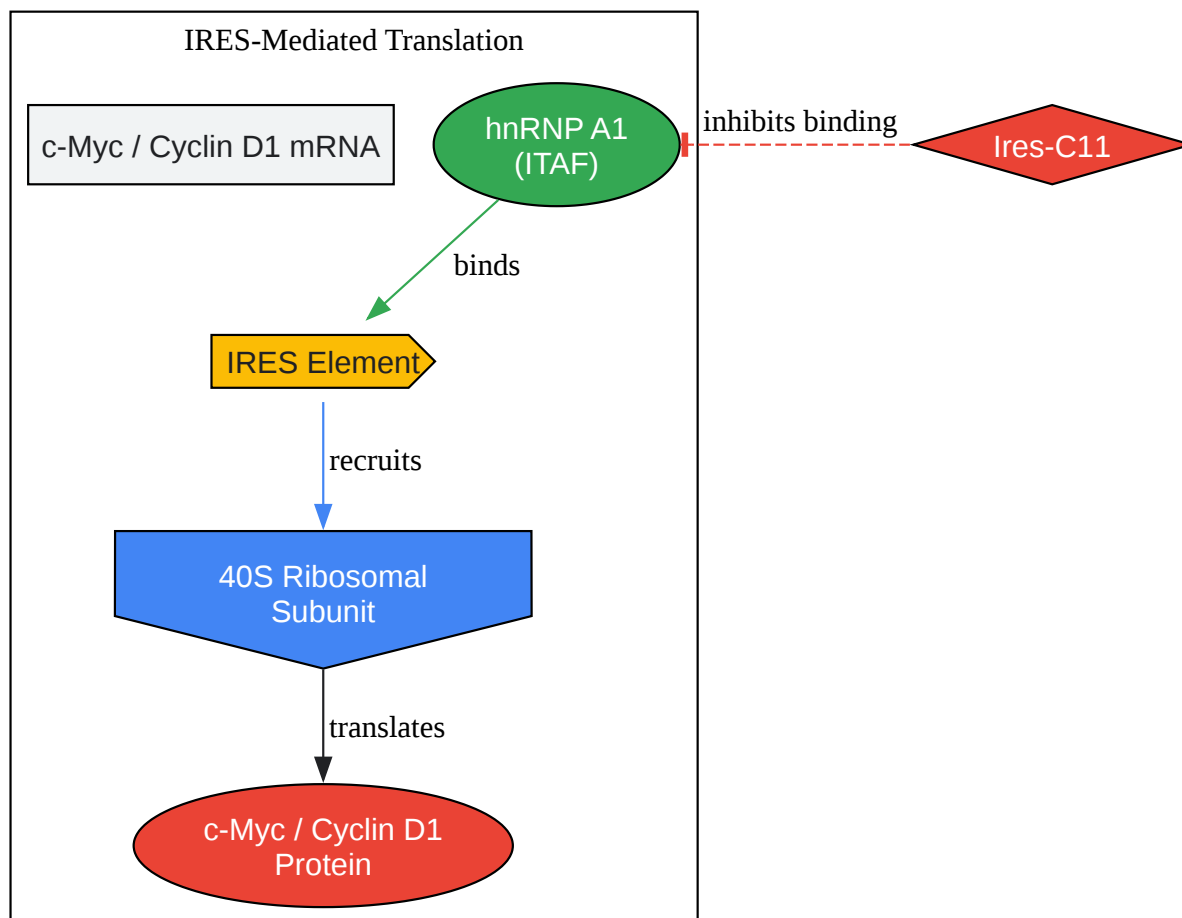 IRES-Mediated Translation
c-Myc / Cyclin D1 mRNA
hnRNP A1
(ITAF)
inhibits binding
Ires-C11
binds
IRES Element
recruits
40S Ribosomal
Subunit
translates
c-Myc / Cyclin D1
Protein